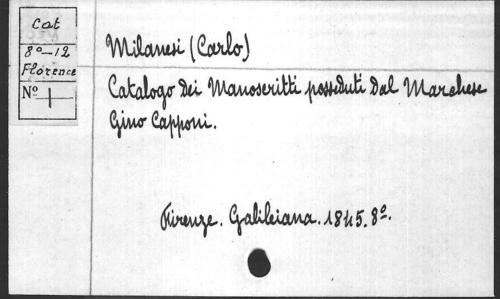 Cat
8º-12
Florence
Nº 1
Milanesi (Carlo)
Catalogo dei Manoscritti posseduti dal Marchese
Gino Capponi.
Firenze. Galileiana. 1845. 8º.